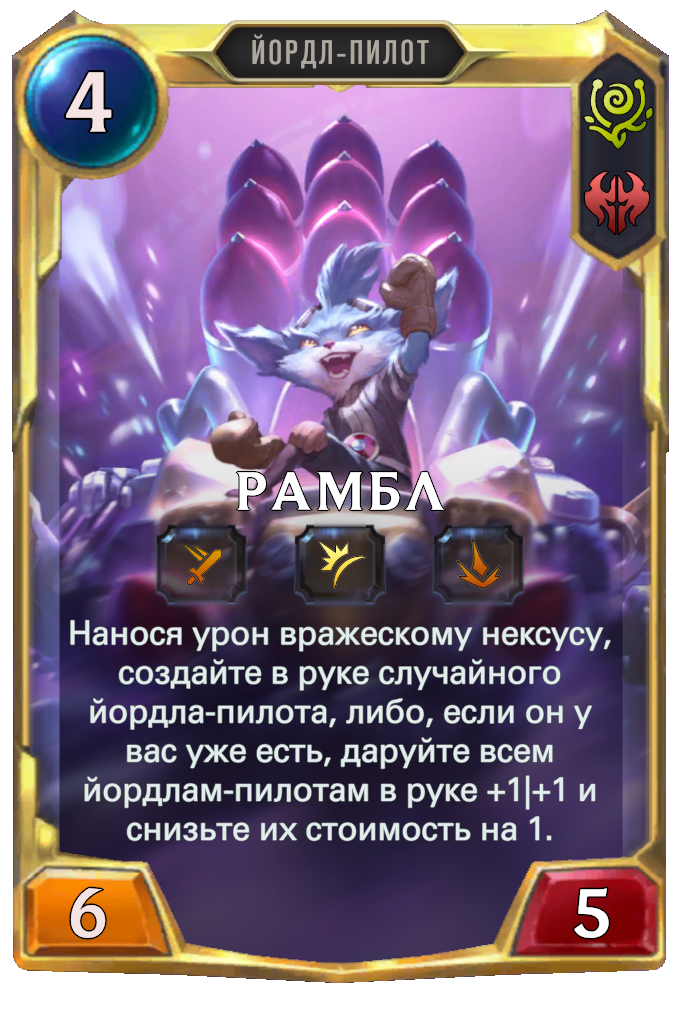 ЙОРДЛ-ПИЛОТ
4
РАМБЛ
Нанося урон вражескому нексусу,
создайте в руке случайного
йордла-пилота, либо, если он у
вас уже есть, даруйте всем
йордлам-пилотам в руке +1|+1 и
снизьте их стоимость на 1.
6
5